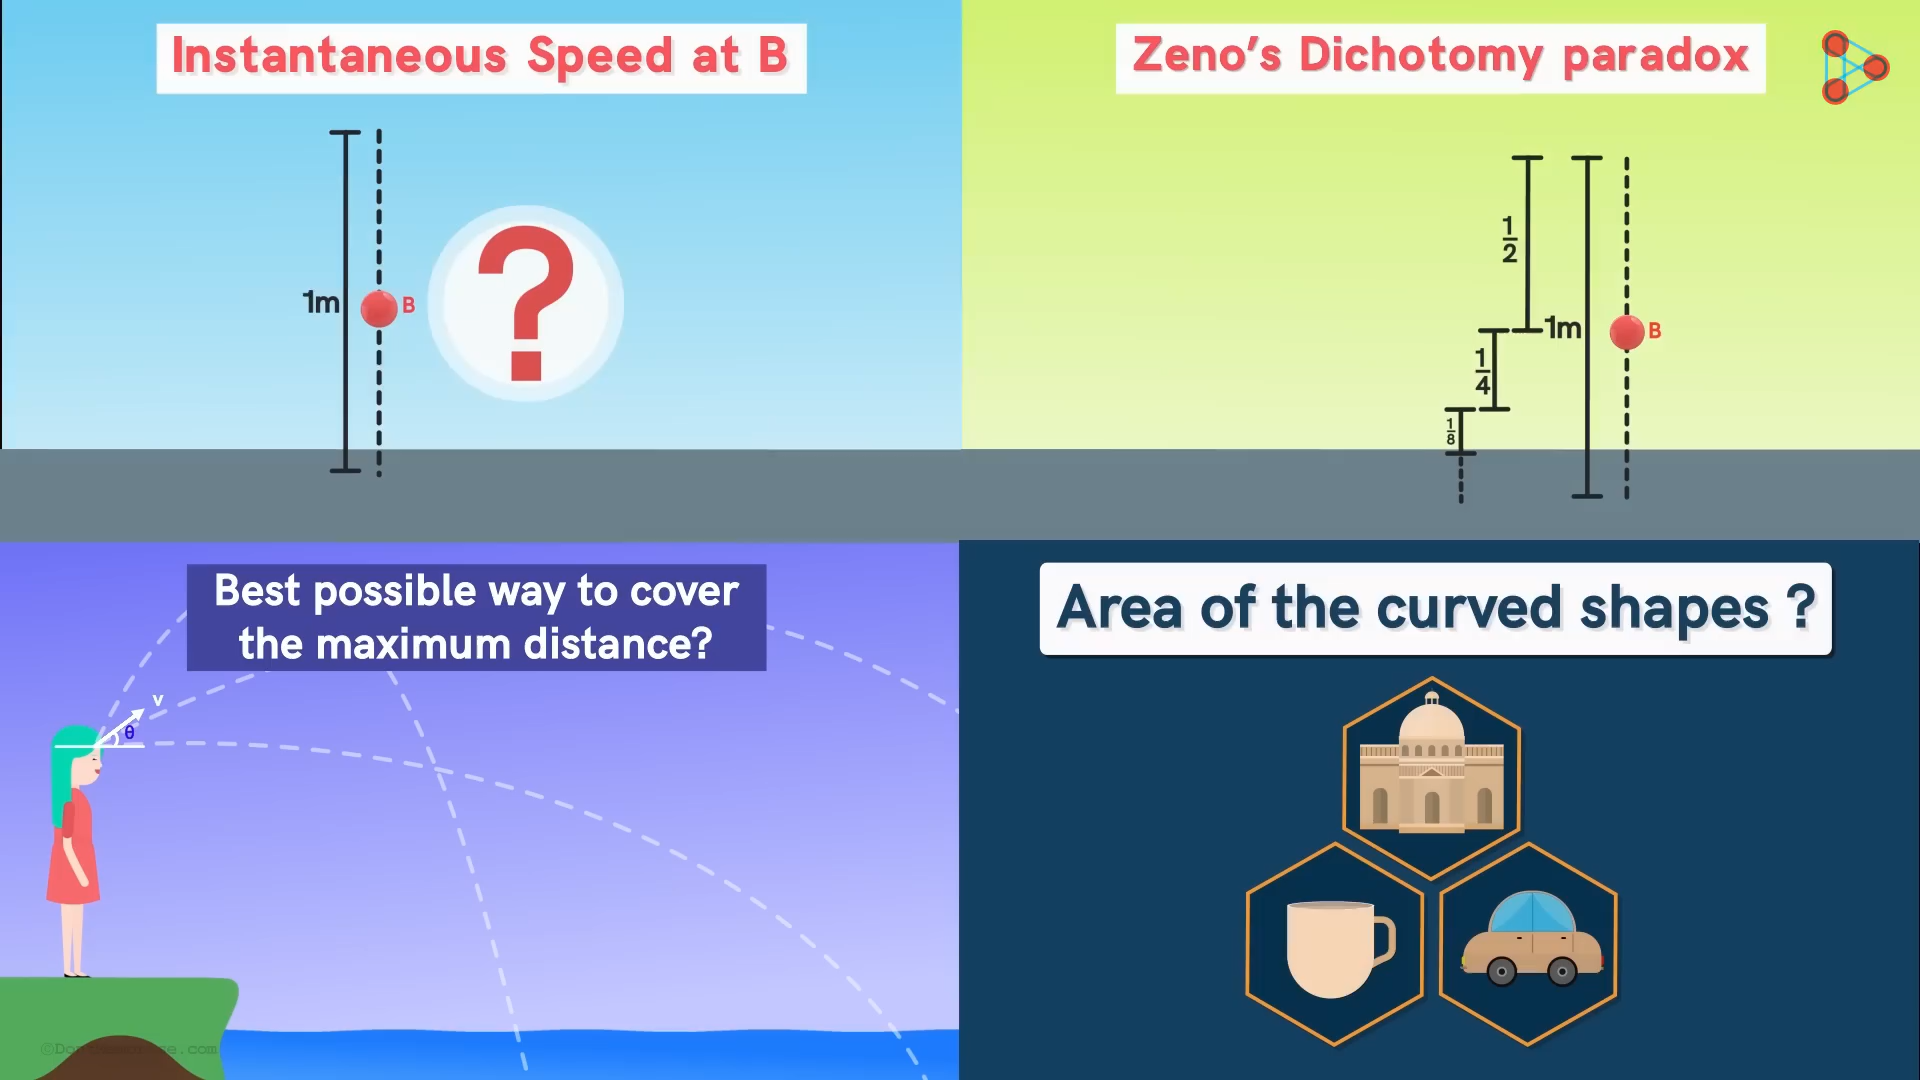 Instantaneous Speed at B
1m
B
?
Zeno's Dichotomy paradox
1
2
1
4
1
8
1m
B
Best possible way to cover
the maximum distance?
v
θ
Area of the curved shapes ?